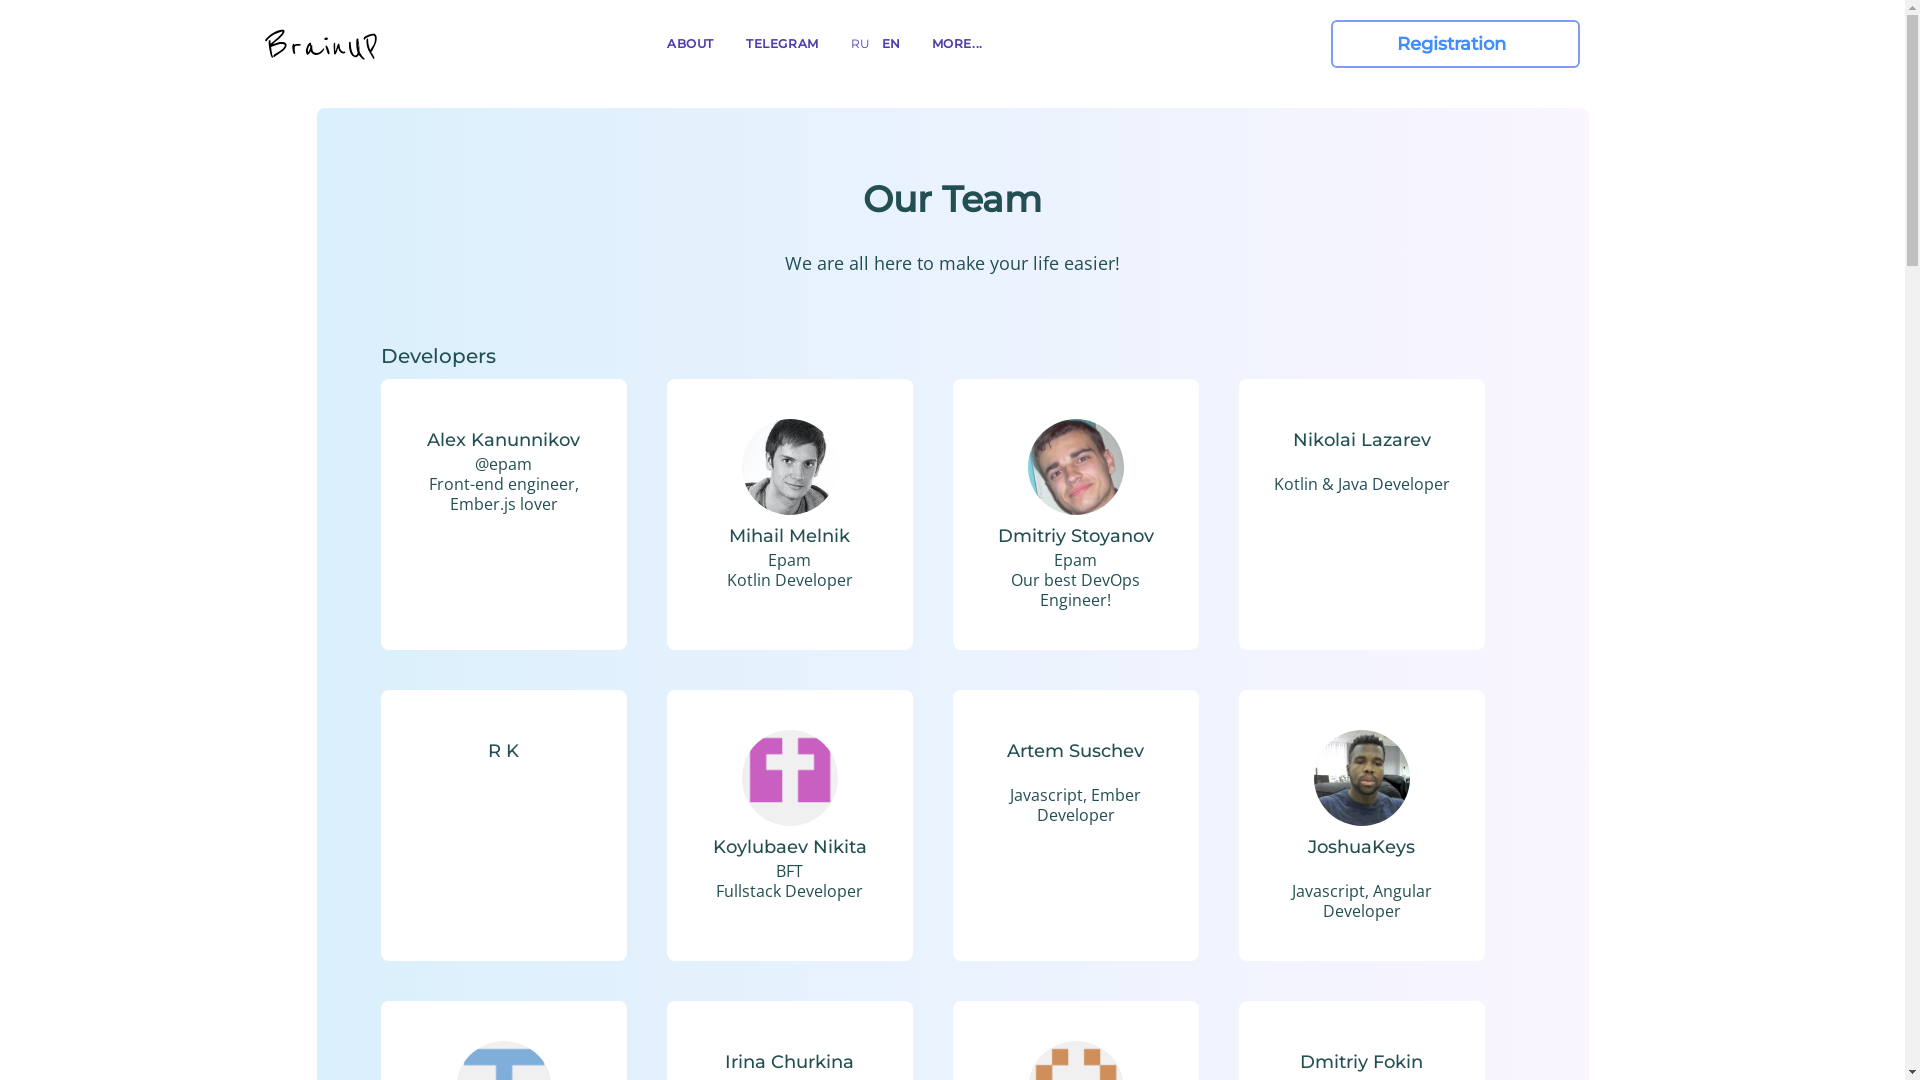 BrainUP
ABOUT
TELEGRAM
RU
EN
MORE...
Registration
Our Team
We are all here to make your life easier!
Developers
Alex Kanunnikov
@epam
Front-end engineer,
Ember.js lover
Mihail Melnik
Epam
Kotlin Developer
Dmitriy Stoyanov
Epam
Our best DevOps
Engineer!
Nikolai Lazarev
Kotlin & Java Developer
R K
Koylubaev Nikita
BFT
Fullstack Developer
Artem Suschev
Javascript, Ember
Developer
JoshuaKeys
Javascript, Angular
Developer
Irina Churkina
Dmitriy Fokin